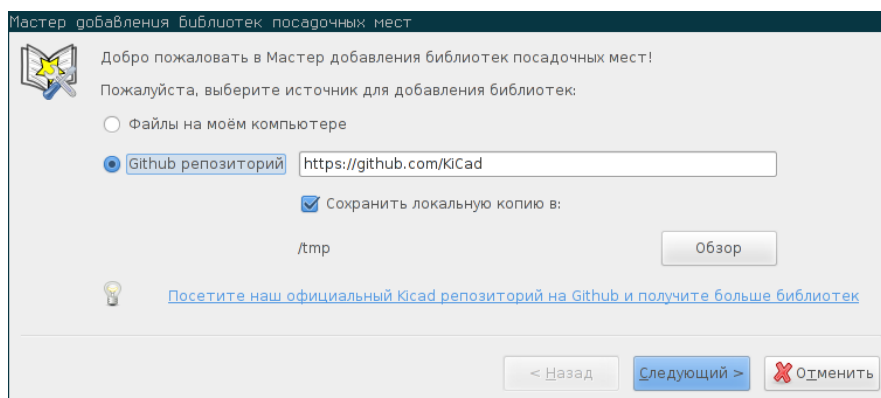 Мастер добавления библиотек посадочных мест
Добро пожаловать в Мастер добавления библиотек посадочных мест!
Пожалуйста, выберите источник для добавления библиотек:
Файлы на моём компьютере
Github репозиторий https://github.com/KiCad
Сохранить локальную копию в:
/tmp Обзор
Посетите наш официальный Kicad репозиторий на Github и получите больше библиотек
< Назад Следующий > Отменить